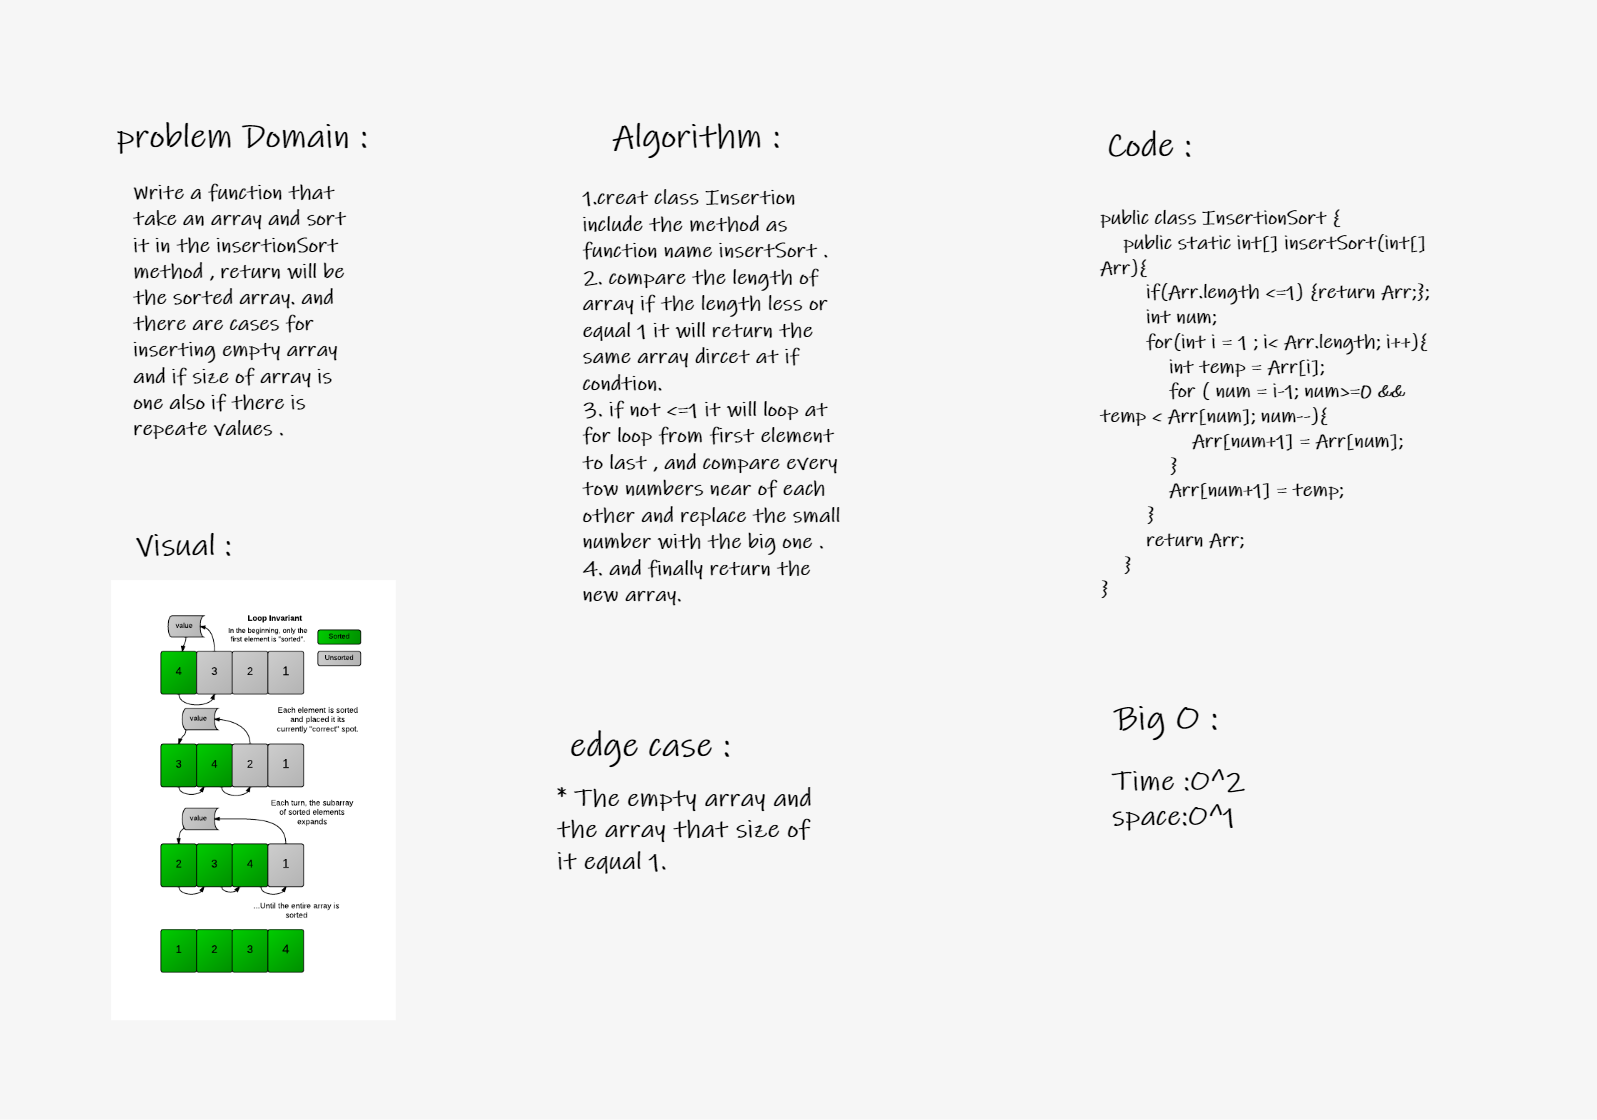 problem Domain :
Write a function that
take an array and sort
it in the insertionSort
method , return will be
the sorted array. and
there are cases for
inserting empty array
and if size of array is
one also if there is
repeate values .
Visual :
Loop Invariant
In the beginning, only the
first element is "sorted".
value
Sorted
Unsorted
4 3 2 1
Each element is sorted
and placed it its
currently "correct" spot.
value
3 4 2 1
Each turn, the subarray
of sorted elements
expands
value
2 3 4 1
...Until the entire array is
sorted
1 2 3 4
Algorithm :
1.creat class Insertion
include the method as
function name insertSort .
2. compare the length of
array if the length less or
equal 1 it will return the
same array dircet at if
condtion.
3. if not <=1 it will loop at
for loop from first element
to last , and compare every
tow numbers near of each
other and replace the small
number with the big one .
4. and finally return the
new array.
edge case :
* The empty array and
the array that size of
it equal 1.
Code :
public class InsertionSort {
public static int[] insertSort(int[]
Arr){
if(Arr.length <=1) {return Arr;};
int num;
for(int i = 1 ; i< Arr.length; i++){
int temp = Arr[i];
for ( num = i-1; num>=0 &&
temp < Arr[num]; num--){
Arr[num+1] = Arr[num];
}
Arr[num+1] = temp;
}
return Arr;
}
}
Big O :
Time :O^2
space:O^1